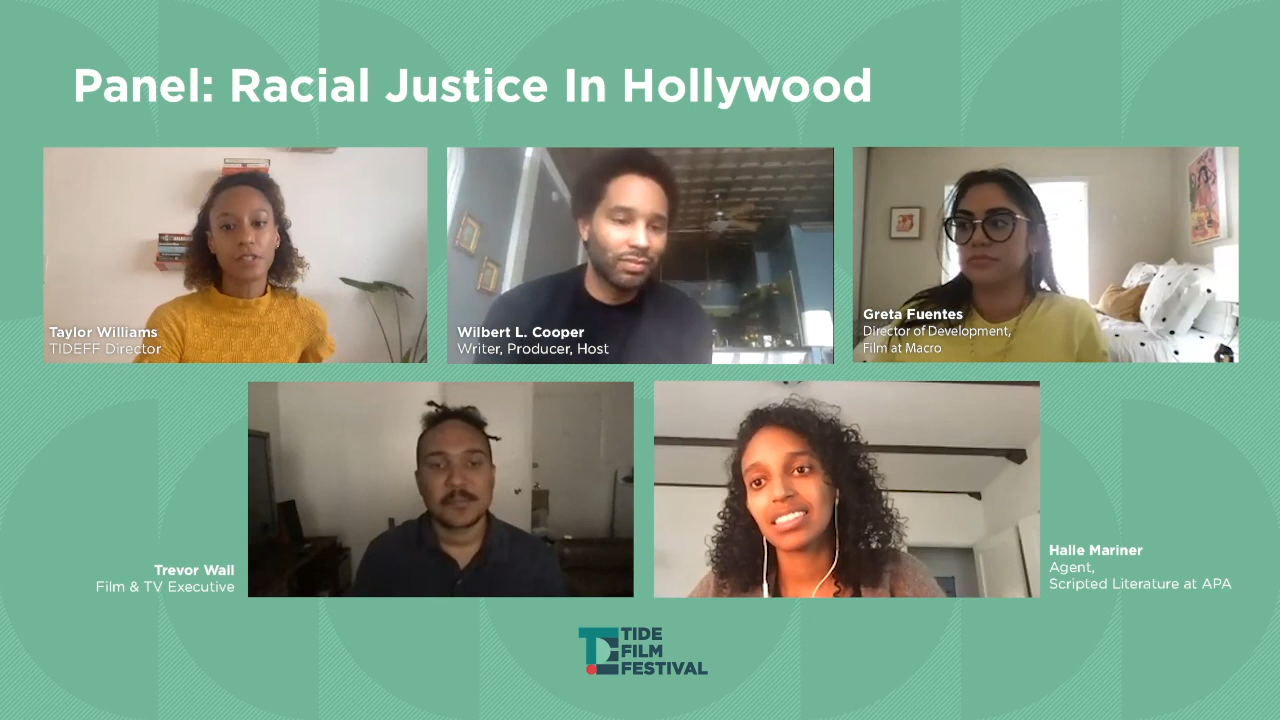 Panel: Racial Justice In Hollywood
Taylor Williams
TIDEFF Director
Wilbert L. Cooper
Writer, Producer, Host
Greta Fuentes
Director of Development,
Film at Macro
Trevor Wall
Film & TV Executive
Halle Mariner
Agent,
Scripted Literature at APA
TIDE
FILM
FESTIVAL